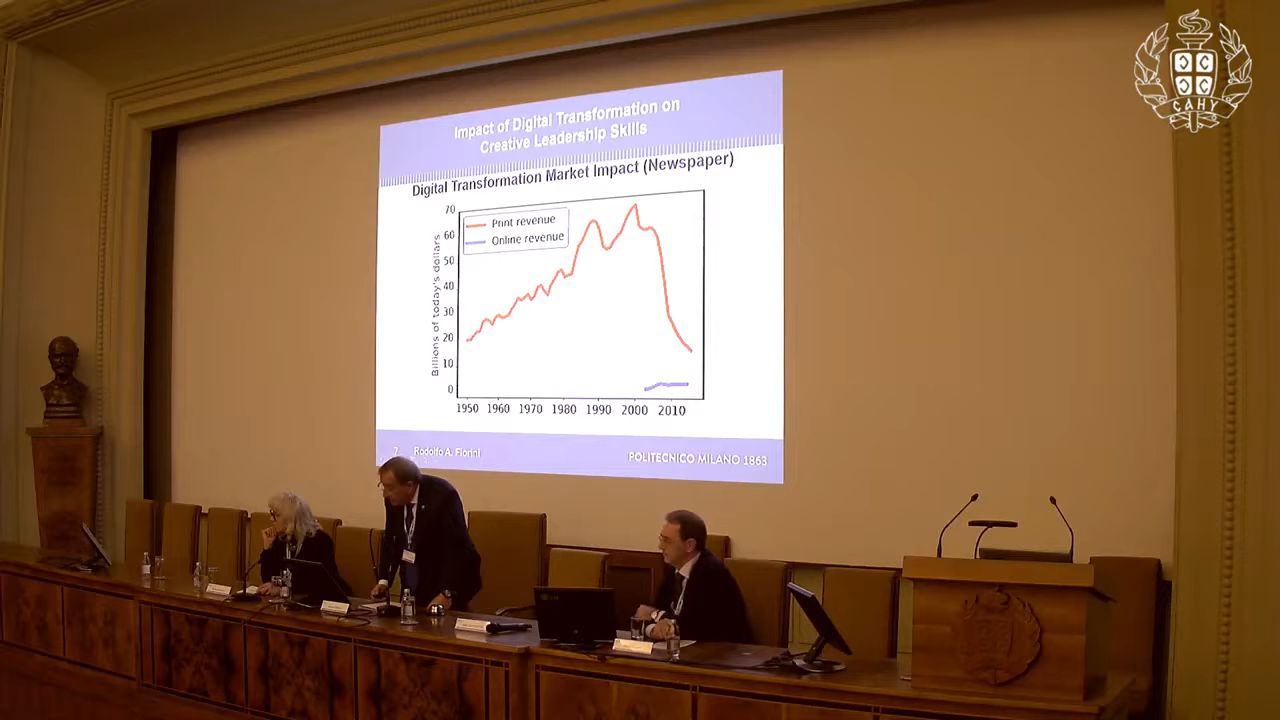 Impact of Digital Transformation on
Creative Leadership Skills
Digital Transformation Market Impact (Newspaper)
70
60
50
40
30
20
10
0
Billions of today's dollars
Print revenue
Online revenue
1950 1960 1970 1980 1990 2000 2010
7 Rodolfo A. Fiorini
POLITECNICO MILANO 1863
САНУ